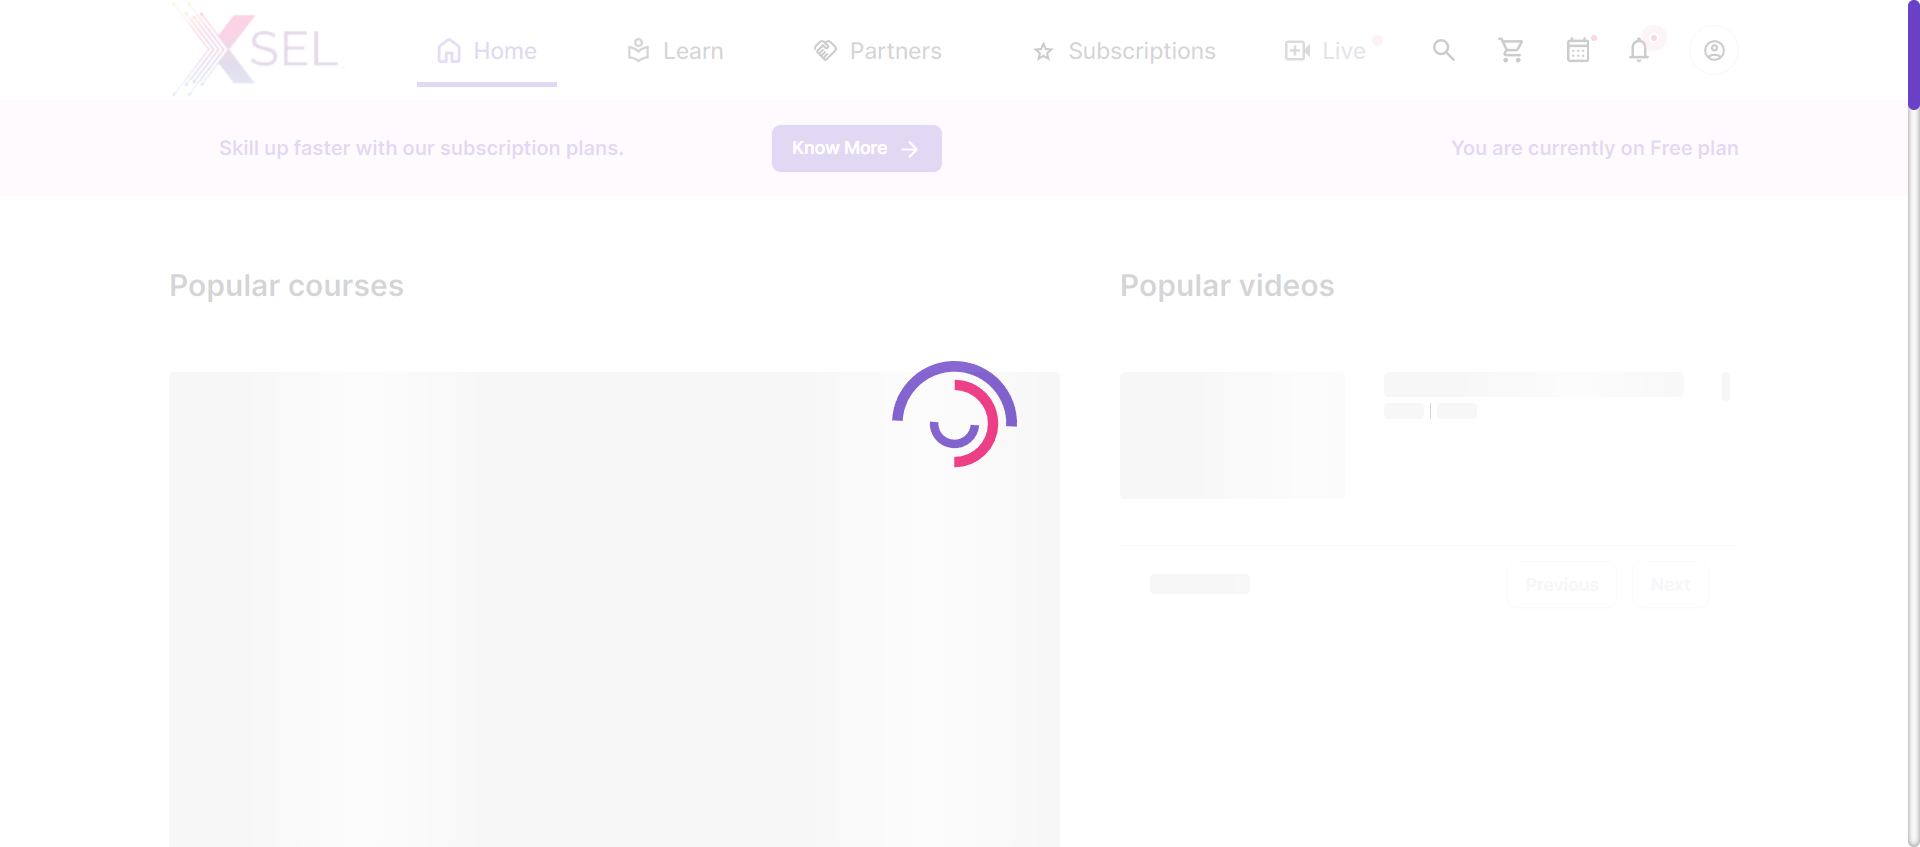 XSEL
Home
Learn
Partners
Subscriptions
Live
Skill up faster with our subscription plans.
Know More
You are currently on Free plan
Popular courses
Popular videos
Previous
Next